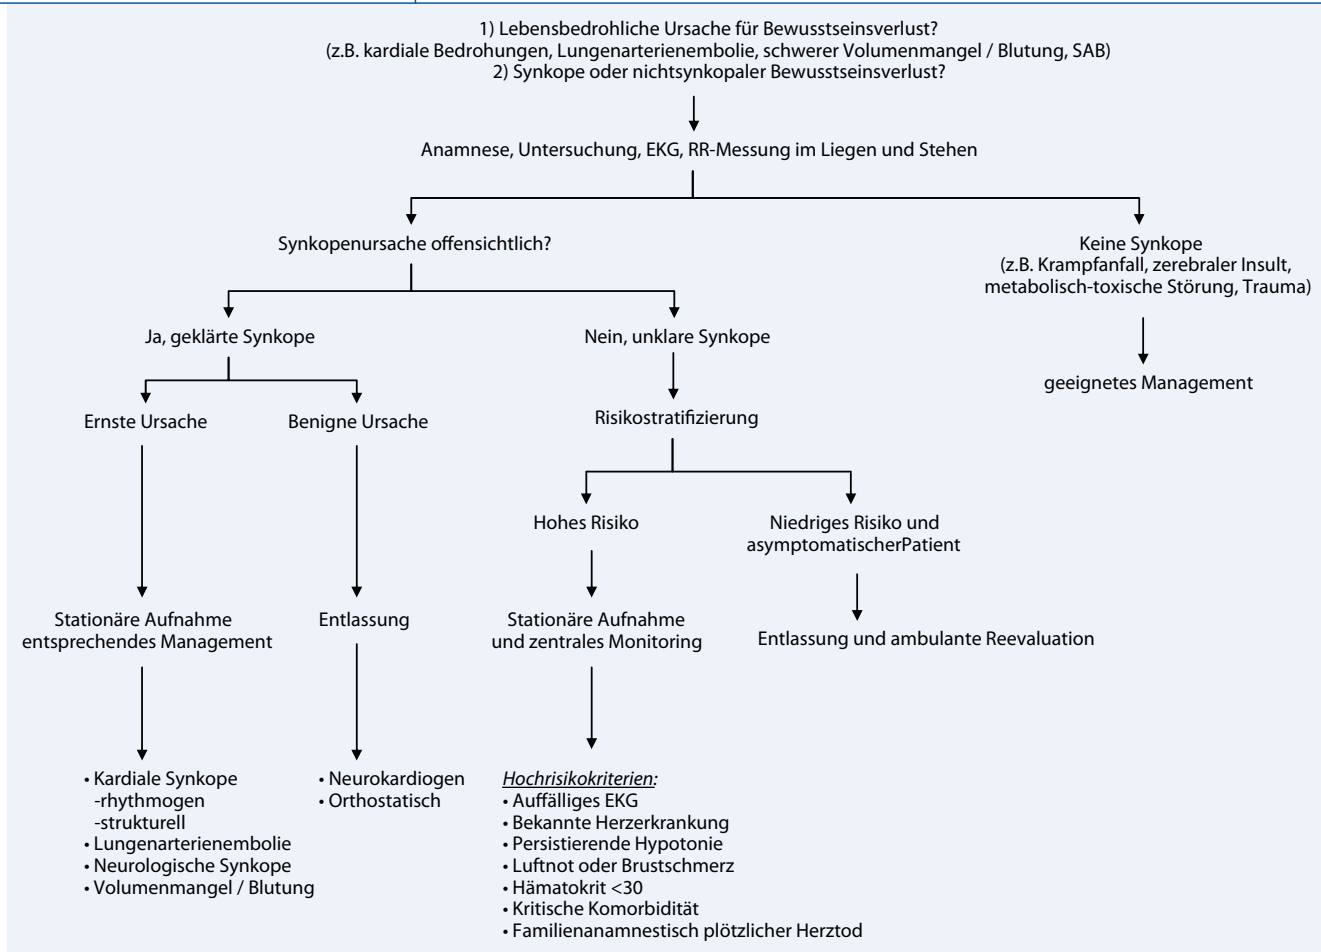 1) Lebensbedrohliche Ursache für Bewusstseinsverlust?
(z.B. kardiale Bedrohungen, Lungenarterienembolie, schwerer Volumenmangel / Blutung, SAB)
2) Synkope oder nichtsynkopaler Bewusstseinsverlust?
Anamnese, Untersuchung, EKG, RR-Messung im Liegen und Stehen
Synkopenursache offensichtlich?
Keine Synkope
(z.B. Krampfanfall, zerebraler Insult,
metabolisch-toxische Störung, Trauma)
geeignetes Management
Ja, geklärte Synkope
Nein, unklare Synkope
Ernste Ursache
Benigne Ursache
Risikostratifizierung
Hohes Risiko
Niedriges Risiko und
asymptomatischerPatient
Stationäre Aufnahme
entsprechendes Management
Entlassung
Stationäre Aufnahme
und zentrales Monitoring
Entlassung und ambulante Reevaluation
• Kardiale Synkope
-rhythmogen
-strukturell
• Lungenarterienembolie
• Neurologische Synkope
• Volumenmangel / Blutung
• Neurokardiogen
• Orthostatisch
Hochrisikokriterien:
• Auffälliges EKG
• Bekannte Herzerkrankung
• Persistierende Hypotonie
• Luftnot oder Brustschmerz
• Hämatokrit <30
• Kritische Komorbidität
• Familienanamnestisch plötzlicher Herztod